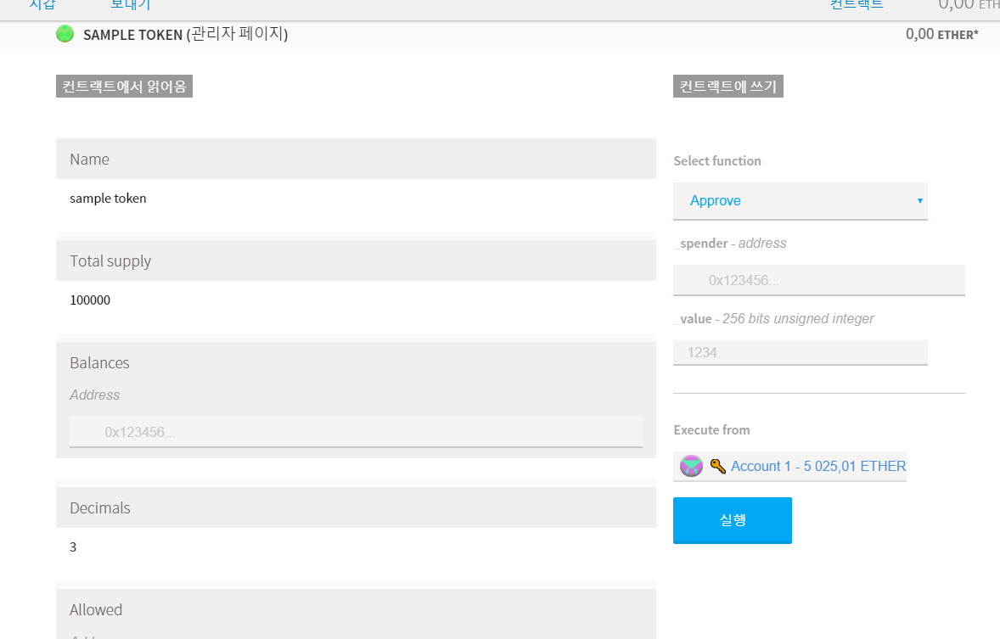 지갑
보내기
컨트랙트
0,00 ETH
SAMPLE TOKEN (관리자 페이지)
0,00 ETHER*
컨트랙트에서 읽어옴
Name
sample token
Total supply
100000
Balances
Address
0x123456...
Decimals
3
Allowed
컨트랙트에 쓰기
Select function
Approve
_spender - address
0x123456...
_value - 256 bits unsigned integer
1234
Execute from
Account 1 - 5 025,01 ETHER
실행